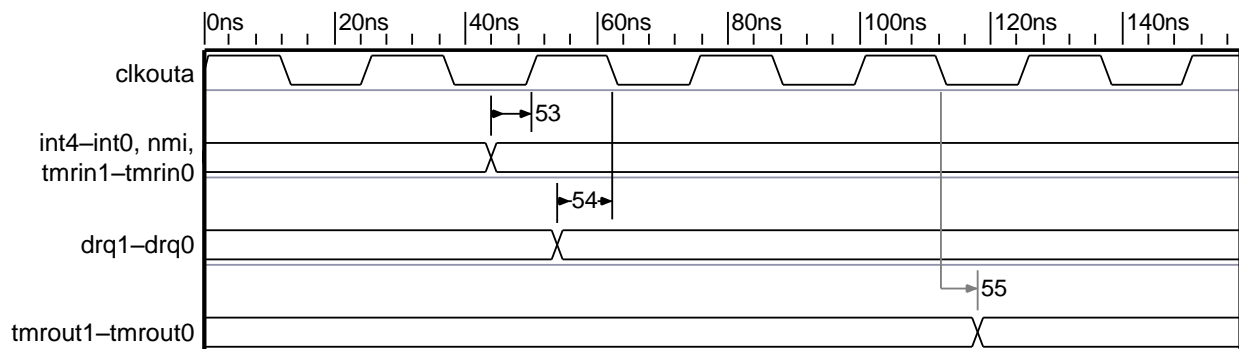 0ns 20ns 40ns 60ns 80ns 100ns 120ns 140ns
clkouta
53
int4–int0, nmi,
tmrin1–tmrin0
54
drq1–drq0
55
tmrout1–tmrout0